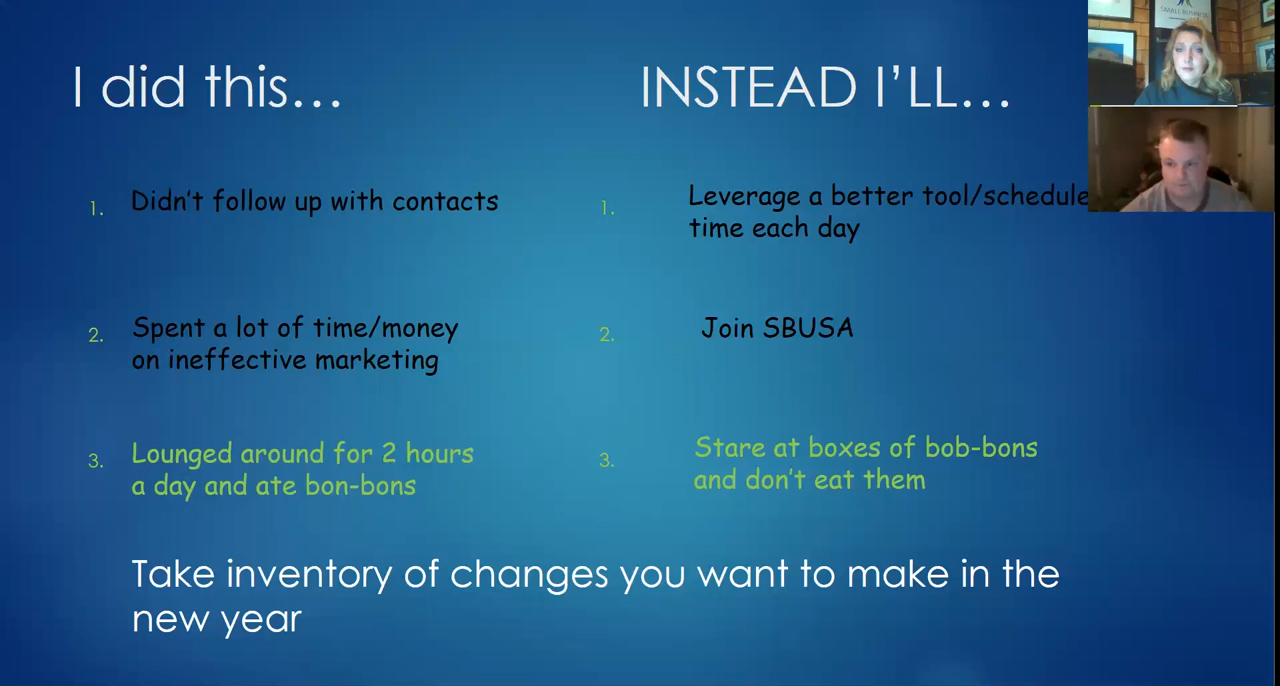 I did this…
INSTEAD I'LL…
1. Didn't follow up with contacts
1. Leverage a better tool/schedule
time each day
2. Spent a lot of time/money
on ineffective marketing
2. Join SBUSA
3. Lounged around for 2 hours
a day and ate bon-bons
3. Stare at boxes of bob-bons
and don't eat them
Take inventory of changes you want to make in the
new year
SMALL BUSINESS